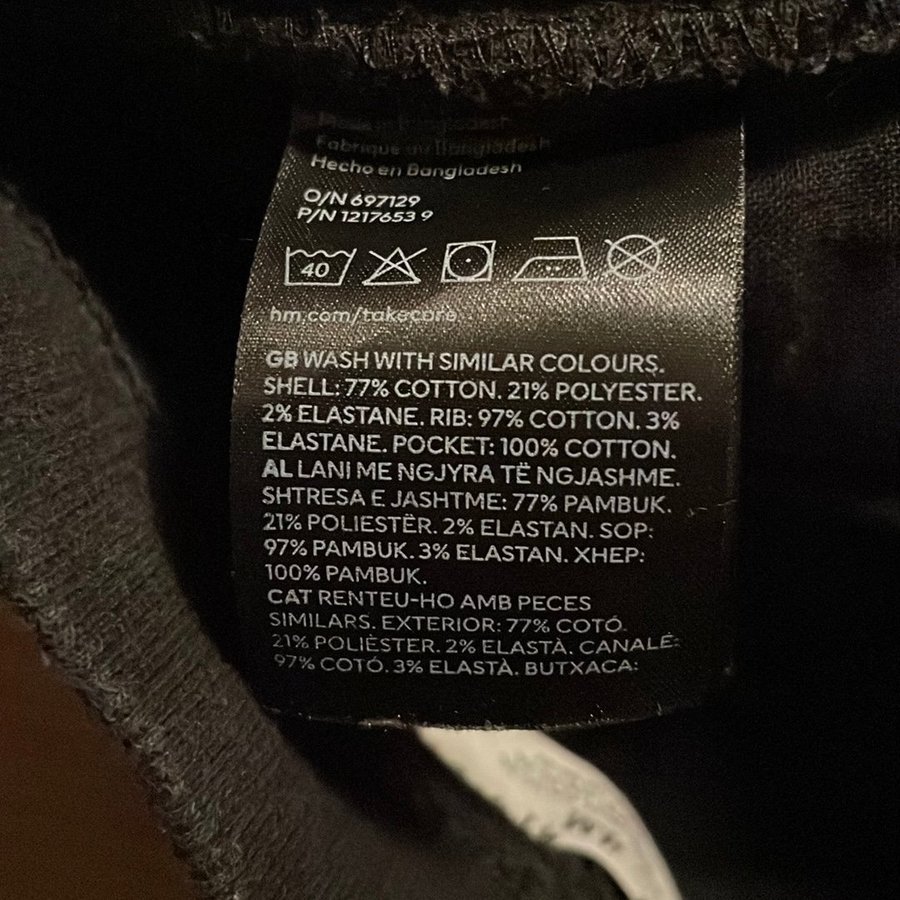 Made in Bangladesh
Fabriqué au Bangladesh
Hecho en Bangladesh
O/N 697129
P/N 1217653 9
40
hm.com/takecare
GB WASH WITH SIMILAR COLOURS.
SHELL: 77% COTTON. 21% POLYESTER.
2% ELASTANE. RIB: 97% COTTON. 3%
ELASTANE. POCKET: 100% COTTON.
AL LANI ME NGJYRA TË NGJASHME.
SHTRESA E JASHTME: 77% PAMBUK.
21% POLIESTËR. 2% ELASTAN. SOP:
97% PAMBUK. 3% ELASTAN. XHEP:
100% PAMBUK.
CAT RENTEU-HO AMB PECES
SIMILARS. EXTERIOR: 77% COTÓ.
21% POLIÈSTER. 2% ELASTÀ. CANALÉ:
97% COTÓ. 3% ELASTÀ. BUTXACA: